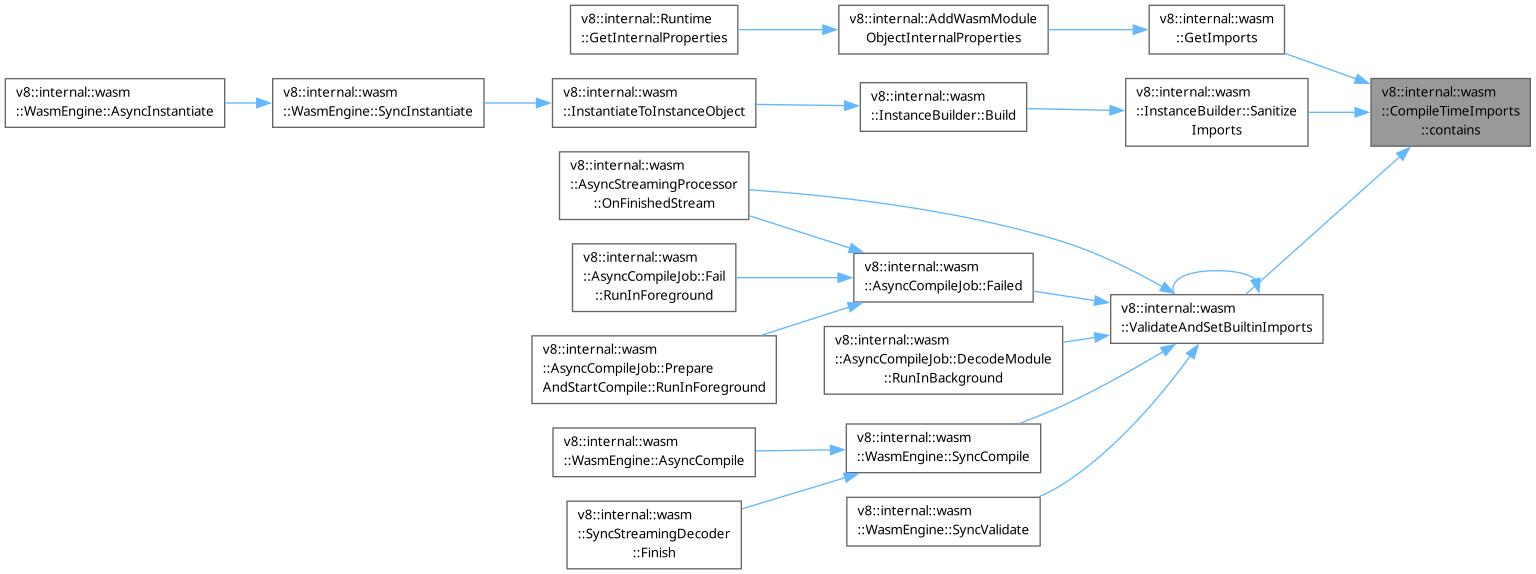 v8::internal::Runtime
::GetInternalProperties
v8::internal::AddWasmModule
ObjectInternalProperties
v8::internal::wasm
::GetImports
v8::internal::wasm
::WasmEngine::AsyncInstantiate
v8::internal::wasm
::WasmEngine::SyncInstantiate
v8::internal::wasm
::InstantiateToInstanceObject
v8::internal::wasm
::InstanceBuilder::Build
v8::internal::wasm
::InstanceBuilder::Sanitize
Imports
v8::internal::wasm
::CompileTimeImports
::contains
v8::internal::wasm
::AsyncStreamingProcessor
::OnFinishedStream
v8::internal::wasm
::AsyncCompileJob::Fail
::RunInForeground
v8::internal::wasm
::AsyncCompileJob::Failed
v8::internal::wasm
::ValidateAndSetBuiltinImports
v8::internal::wasm
::AsyncCompileJob::Prepare
AndStartCompile::RunInForeground
v8::internal::wasm
::AsyncCompileJob::DecodeModule
::RunInBackground
v8::internal::wasm
::WasmEngine::AsyncCompile
v8::internal::wasm
::WasmEngine::SyncCompile
v8::internal::wasm
::SyncStreamingDecoder
::Finish
v8::internal::wasm
::WasmEngine::SyncValidate